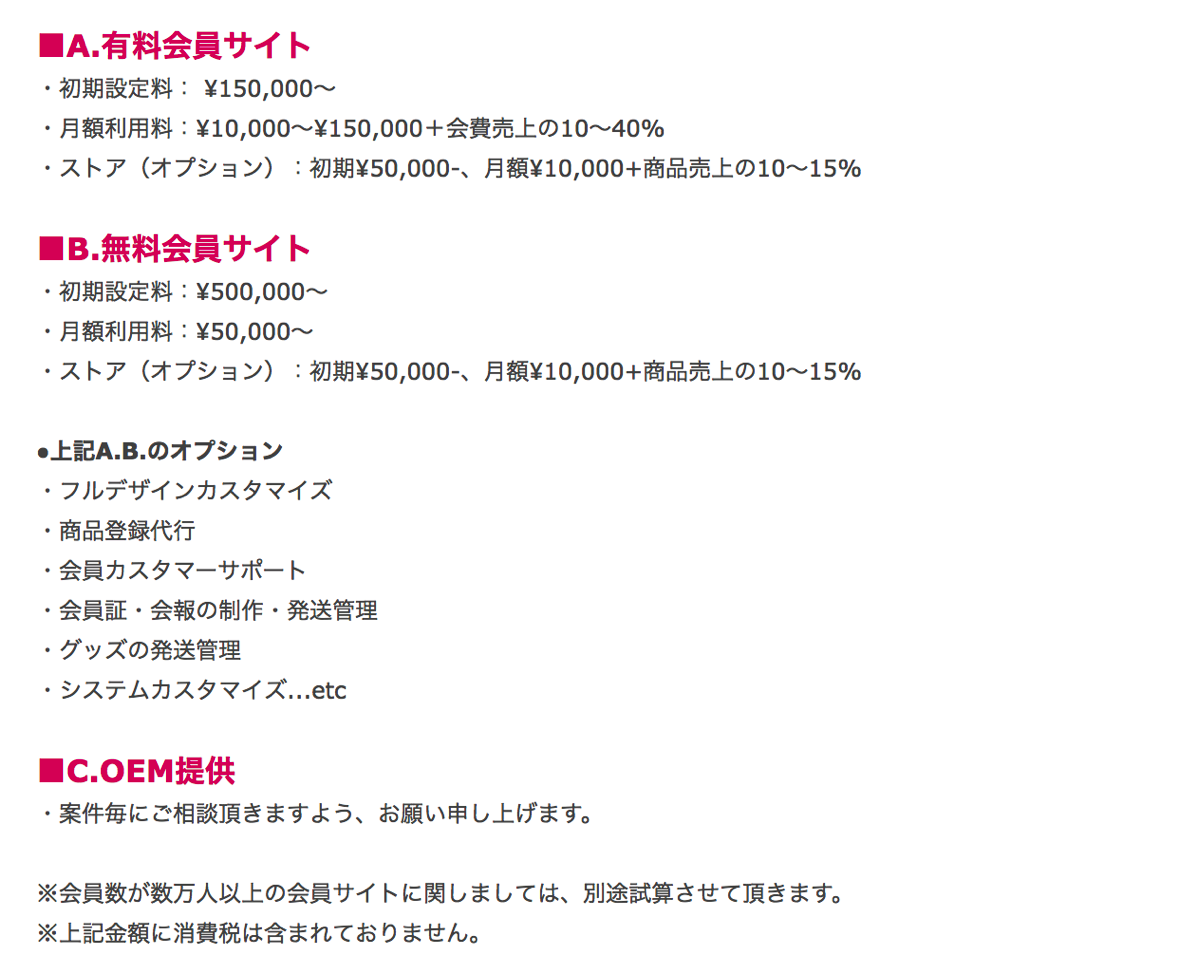 ■A.有料会員サイト
・初期設定料： ¥150,000〜
・月額利用料：¥10,000〜¥150,000＋会費売上の10〜40%
・ストア（オプション）：初期¥50,000-、月額¥10,000+商品売上の10〜15%
■B.無料会員サイト
・初期設定料：¥500,000〜
・月額利用料：¥50,000〜
・ストア（オプション）：初期¥50,000-、月額¥10,000+商品売上の10〜15%
●上記A.B.のオプション
・フルデザインカスタマイズ
・商品登録代行
・会員カスタマーサポート
・会員証・会報の制作・発送管理
・グッズの発送管理
・システムカスタマイズ…etc
■C.OEM提供
・案件毎にご相談頂きますよう、お願い申し上げます。
※会員数が数万人以上の会員サイトに関しましては、別途試算させて頂きます。
※上記金額に消費税は含まれておりません。